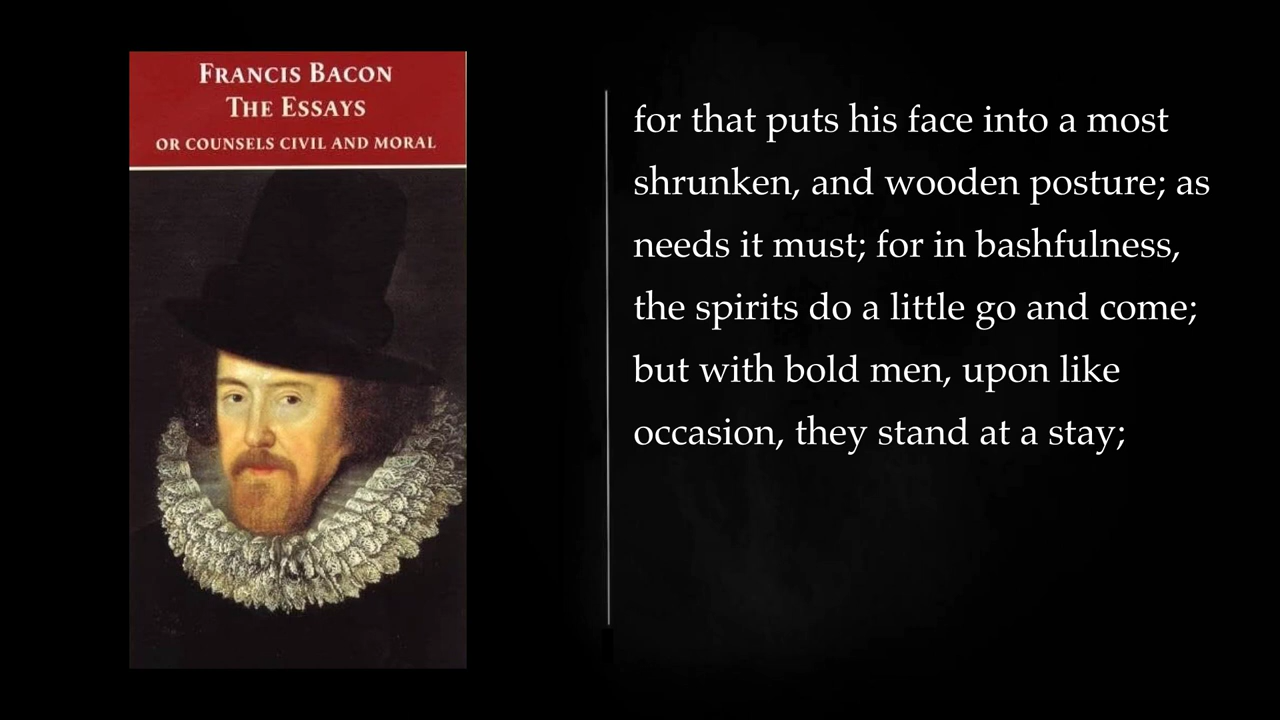 FRANCIS BACON
THE ESSAYS
OR COUNSELS CIVIL AND MORAL
for that puts his face into a most
shrunken, and wooden posture; as
needs it must; for in bashfulness,
the spirits do a little go and come;
but with bold men, upon like
occasion, they stand at a stay;